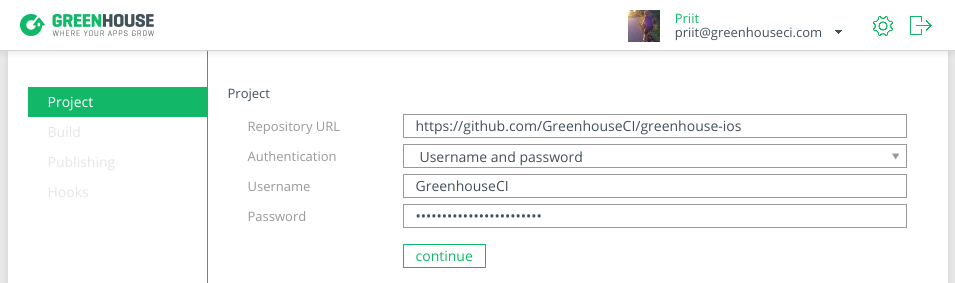 GREENHOUSE
WHERE YOUR APPS GROW
Priit
priit@greenhouseci.com
Project
Build
Publishing
Hooks
Project
Repository URL https://github.com/GreenhouseCI/greenhouse-ios
Authentication Username and password
Username GreenhouseCI
Password ••••••••••••••••••••••••
continue